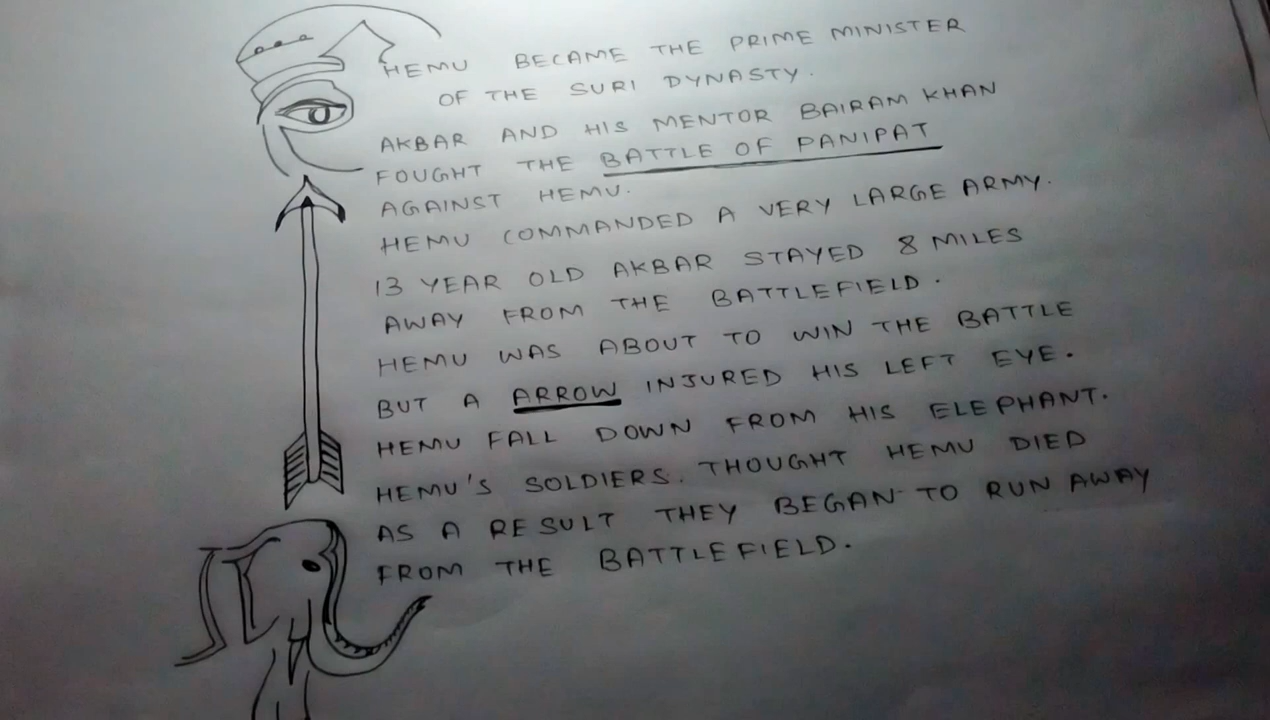 HEMU BECAME THE PRIME MINISTER
OF THE SURI DYNASTY.
AKBAR AND HIS MENTOR BAIRAM KHAN
FOUGHT THE BATTLE OF PANIPAT
AGAINST HEMU.
HEMU COMMANDED A VERY LARGE ARMY.
13 YEAR OLD AKBAR STAYED 8 MILES
AWAY FROM THE BATTLEFIELD.
HEMU WAS ABOUT TO WIN THE BATTLE
BUT A ARROW INJURED HIS LEFT EYE.
HEMU FALL DOWN FROM HIS ELEPHANT.
HEMU'S SOLDIERS. THOUGHT HEMU DIED
AS A RESULT THEY BEGAN TO RUN AWAY
FROM THE BATTLEFIELD.